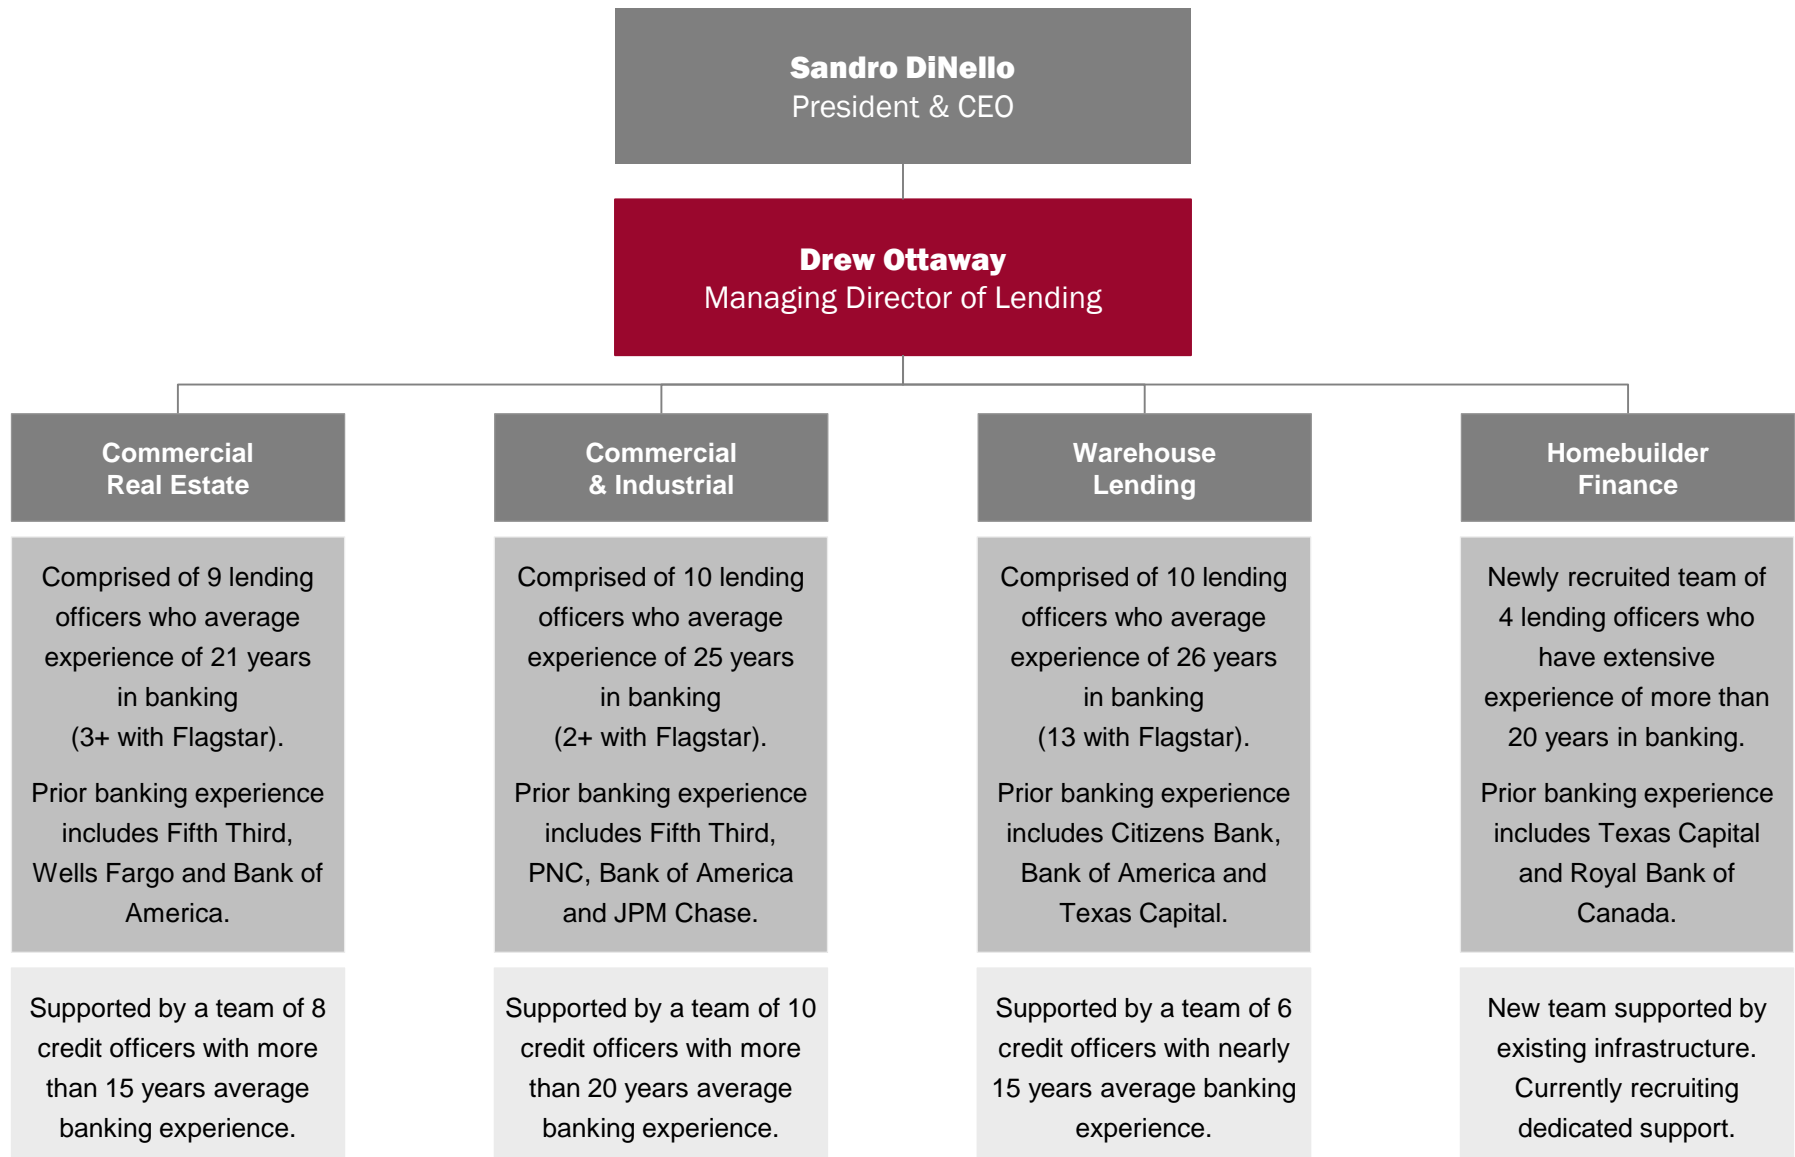 Sandro DiNello
President & CEO
Drew Ottaway
Managing Director of Lending
Commercial
Real Estate
Comprised of 9 lending
officers who average
experience of 21 years
in banking
(3+ with Flagstar).
Prior banking experience
includes Fifth Third,
Wells Fargo and Bank of
America.
Supported by a team of 8
credit officers with more
than 15 years average
banking experience.
Commercial
& Industrial
Comprised of 10 lending
officers who average
experience of 25 years
in banking
(2+ with Flagstar).
Prior banking experience
includes Fifth Third,
PNC, Bank of America
and JPM Chase.
Supported by a team of 10
credit officers with more
than 20 years average
banking experience.
Warehouse
Lending
Comprised of 10 lending
officers who average
experience of 26 years
in banking
(13 with Flagstar).
Prior banking experience
includes Citizens Bank,
Bank of America and
Texas Capital.
Supported by a team of 6
credit officers with nearly
15 years average banking
experience.
Homebuilder
Finance
Newly recruited team of
4 lending officers who
have extensive
experience of more than
20 years in banking.
Prior banking experience
includes Texas Capital
and Royal Bank of
Canada.
New team supported by
existing infrastructure.
Currently recruiting
dedicated support.